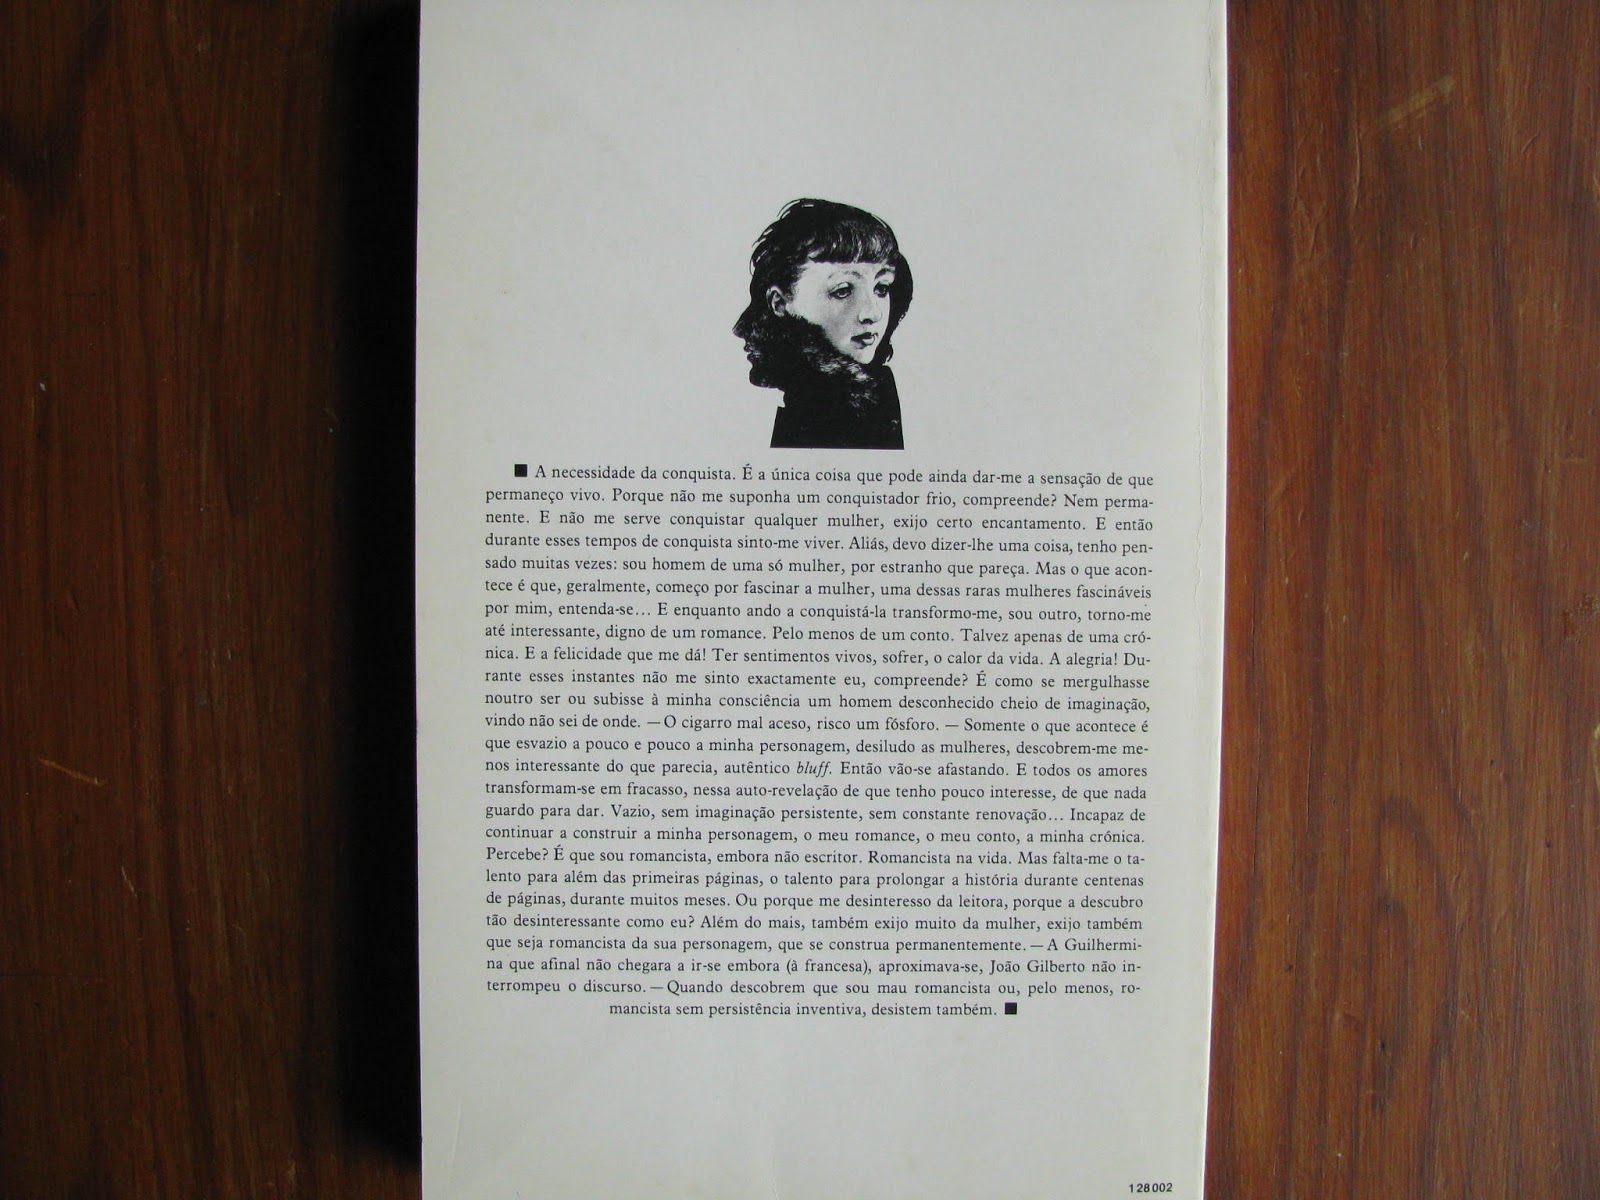 ■ A necessidade da conquista. É a única coisa que pode ainda dar-me a sensação de que
permaneço vivo. Porque não me suponha um conquistador frio, compreende? Nem perma-
nente. E não me serve conquistar qualquer mulher, exijo certo encantamento. E então
durante esses tempos de conquista sinto-me viver. Aliás, devo dizer-lhe uma coisa, tenho pen-
sado muitas vezes: sou homem de uma só mulher, por estranho que pareça. Mas o que acon-
tece é que, geralmente, começo por fascinar a mulher, uma dessas raras mulheres fascináveis
por mim, entenda-se... E enquanto ando a conquistá-la transformo-me, sou outro, torno-me
até interessante, digno de um romance. Pelo menos de um conto. Talvez apenas de uma cró-
nica. E a felicidade que me dá! Ter sentimentos vivos, sofrer, o calor da vida. A alegria! Du-
rante esses instantes não me sinto exactamente eu, compreende? É como se mergulhasse
noutro ser ou subisse à minha consciência um homem desconhecido cheio de imaginação,
vindo não sei de onde. — O cigarro mal aceso, risco um fósforo. — Somente o que acontece é
que esvazio a pouco e pouco a minha personagem, desiludo as mulheres, descobrem-me me-
nos interessante do que parecia, autêntico bluff. Então vão-se afastando. E todos os amores
transformam-se em fracasso, nessa auto-revelação de que tenho pouco interesse, de que nada
guardo para dar. Vazio, sem imaginação persistente, sem constante renovação... Incapaz de
continuar a construir a minha personagem, o meu romance, o meu conto, a minha crónica.
Percebe? É que sou romancista, embora não escritor. Romancista na vida. Mas falta-me o ta-
lento para além das primeiras páginas, o talento para prolongar a história durante centenas
de páginas, durante muitos meses. Ou porque me desinteresso da leitora, porque a descubro
tão desinteressante como eu? Além do mais, também exijo muito da mulher, exijo também
que seja romancista da sua personagem, que se construa permanentemente. — A Guilhermi-
na que afinal não chegara a ir-se embora (à francesa), aproximava-se, João Gilberto não in-
terrompeu o discurso. — Quando descobrem que sou mau romancista ou, pelo menos, ro-
mancista sem persistência inventiva, desistem também. ■
128002